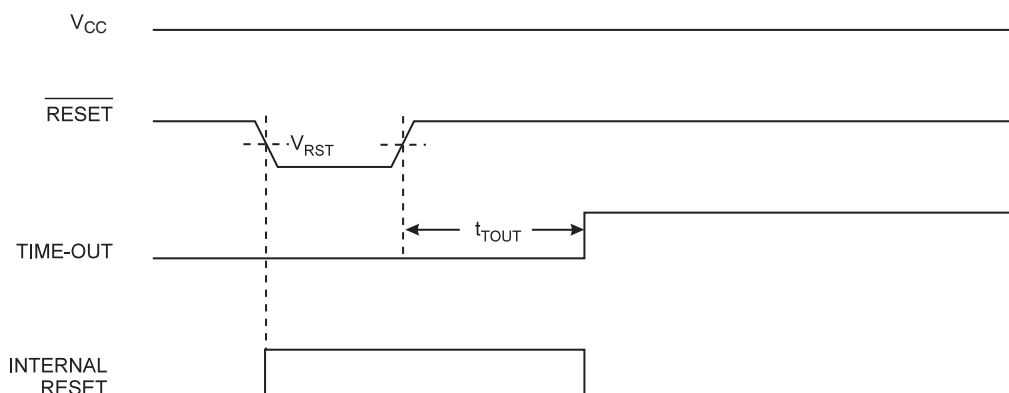 VCC
RESET
VRST
tTOUT
TIME-OUT
INTERNAL
RESET